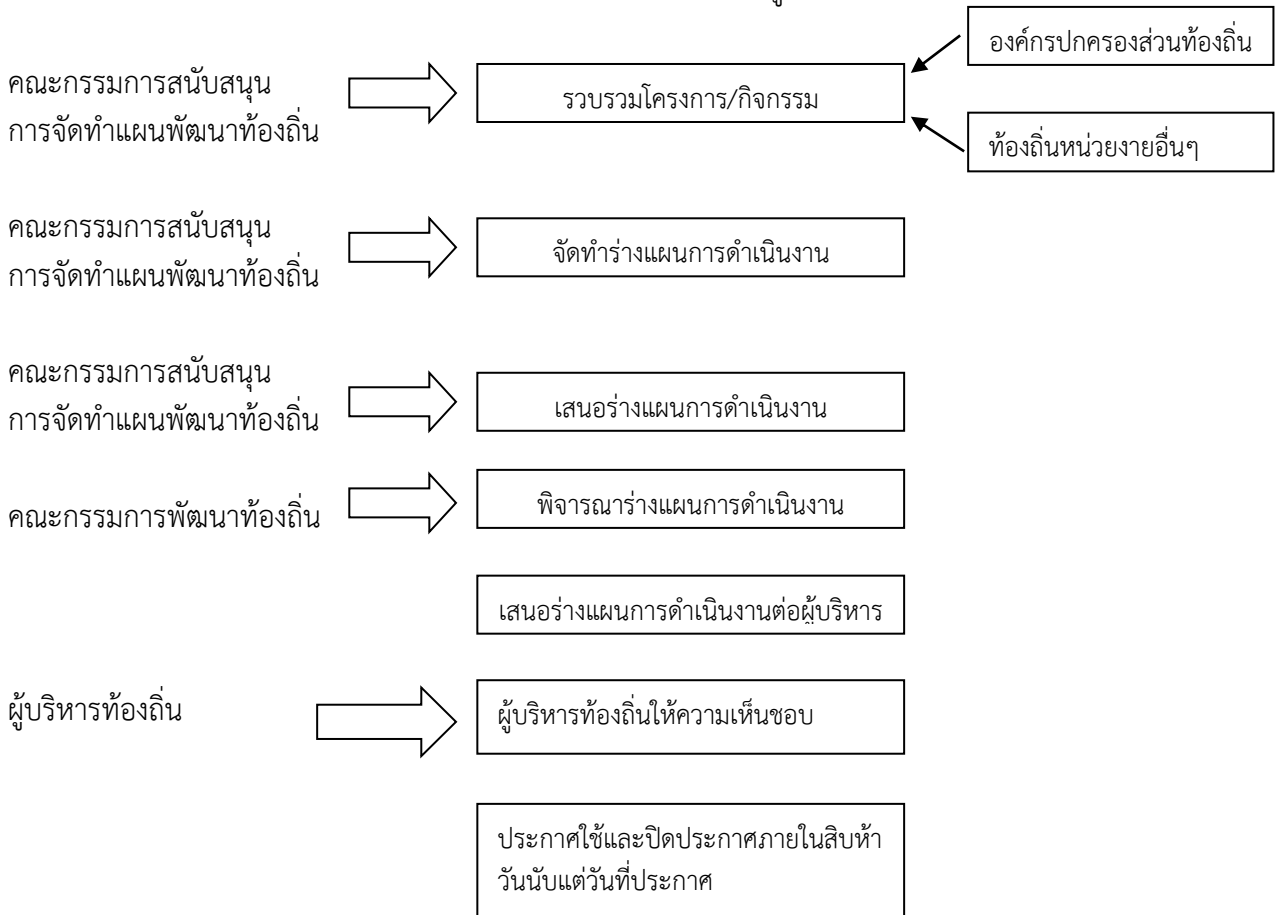 องค์กรปกครองส่วนท้องถิ่น
คณะกรรมการสนับสนุน
การจัดทำแผนพัฒนาท้องถิ่น
รวบรวมโครงการ/กิจกรรม
ท้องถิ่นหน่วยงายอื่นๆ
คณะกรรมการสนับสนุน
การจัดทำแผนพัฒนาท้องถิ่น
จัดทำร่างแผนการดำเนินงาน
คณะกรรมการสนับสนุน
การจัดทำแผนพัฒนาท้องถิ่น
เสนอร่างแผนการดำเนินงาน
คณะกรรมการพัฒนาท้องถิ่น
พิจารณาร่างแผนการดำเนินงาน
เสนอร่างแผนการดำเนินงานต่อผู้บริหาร
ผู้บริหารท้องถิ่น
ผู้บริหารท้องถิ่นให้ความเห็นชอบ
ประกาศใช้และปิดประกาศภายในสิบห้า
วันนับแต่วันที่ประกาศ